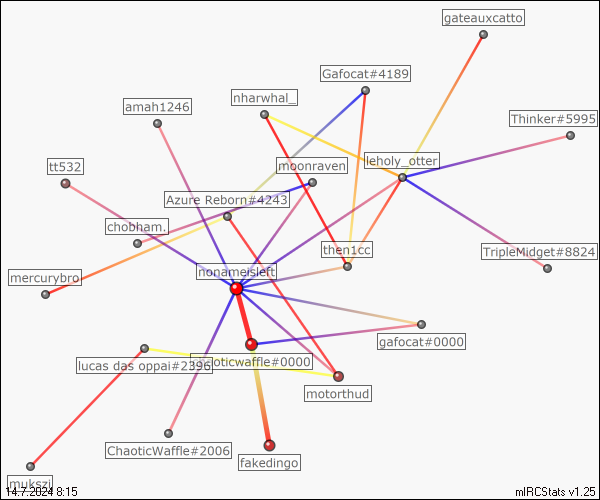 gateauxcatto
Gafocat#4189
nharwhal_
amah1246
Thinker#5995
leholy_otter
tt532
moonraven
Azure Reborn#4243
chobham.
then1cc
TripleMidget#8824
nonameisleft
mercurybro
gafocat#0000
lucas das oppai#2396
chaoticwaffle#0000
motorthud
ChaoticWaffle#2006
fakedingo
mukszi
14.7.2024 8:15
mIRCStats v1.25